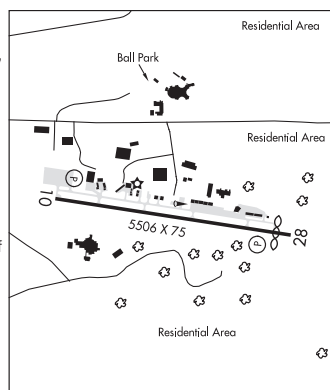 Residential Area
Ball Park
Residential Area
P
10
5506 X 75
P
28
Residential Area